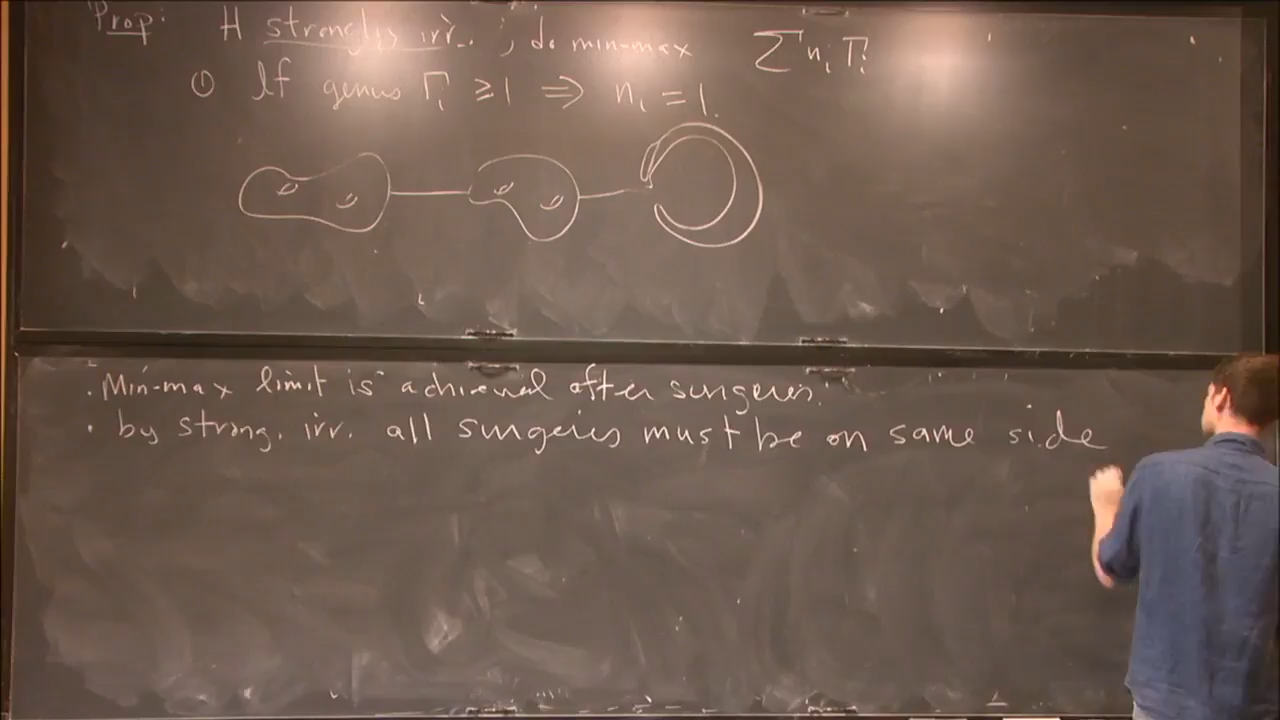 Prop: H strongly irr. ; do min-max Σ nᵢ Γᵢ
① If genus Γᵢ ≥ 1 ⇒ nᵢ = 1.
· Min-max limit is achieved after surgeries.
· by strong. irr. all surgeries must be on same side